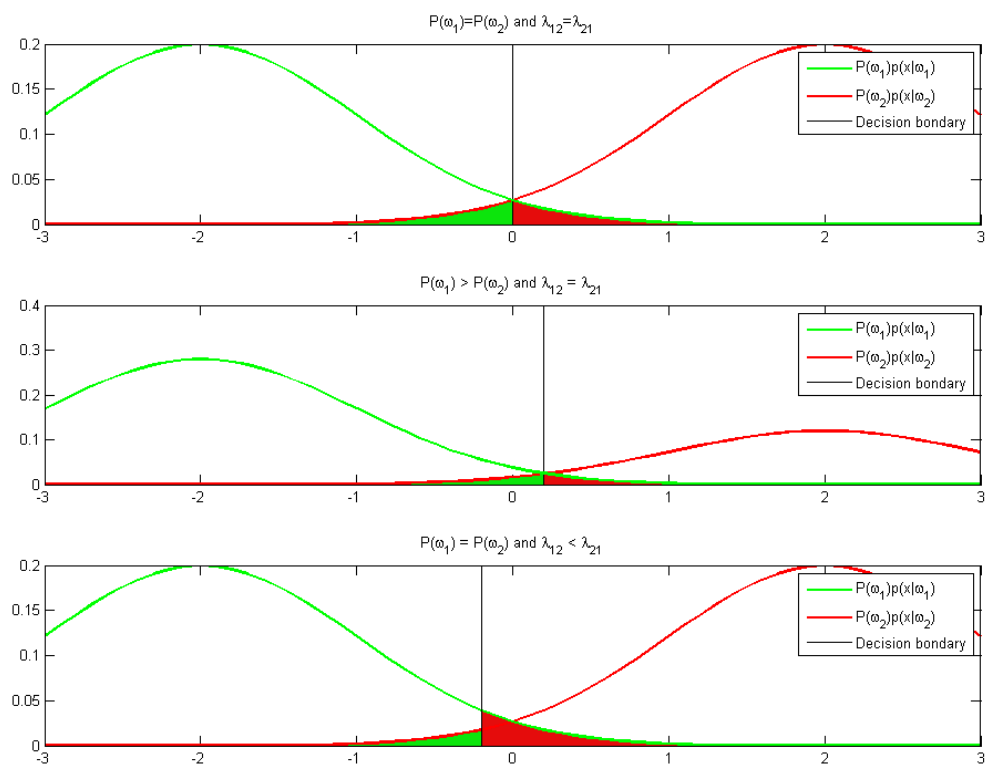 P(ω₁)=P(ω₂) and λ₁₂=λ₂₁
0.2
0.15
0.1
0.05
0
-3 -2 -1 0 1 2 3
P(ω₁)p(x|ω₁)
P(ω₂)p(x|ω₂)
Decision bondary
P(ω₁) > P(ω₂) and λ₁₂ = λ₂₁
0.4
0.3
0.2
0.1
0
-3 -2 -1 0 1 2 3
P(ω₁)p(x|ω₁)
P(ω₂)p(x|ω₂)
Decision bondary
P(ω₁) = P(ω₂) and λ₁₂ < λ₂₁
0.2
0.15
0.1
0.05
0
-3 -2 -1 0 1 2 3
P(ω₁)p(x|ω₁)
P(ω₂)p(x|ω₂)
Decision bondary